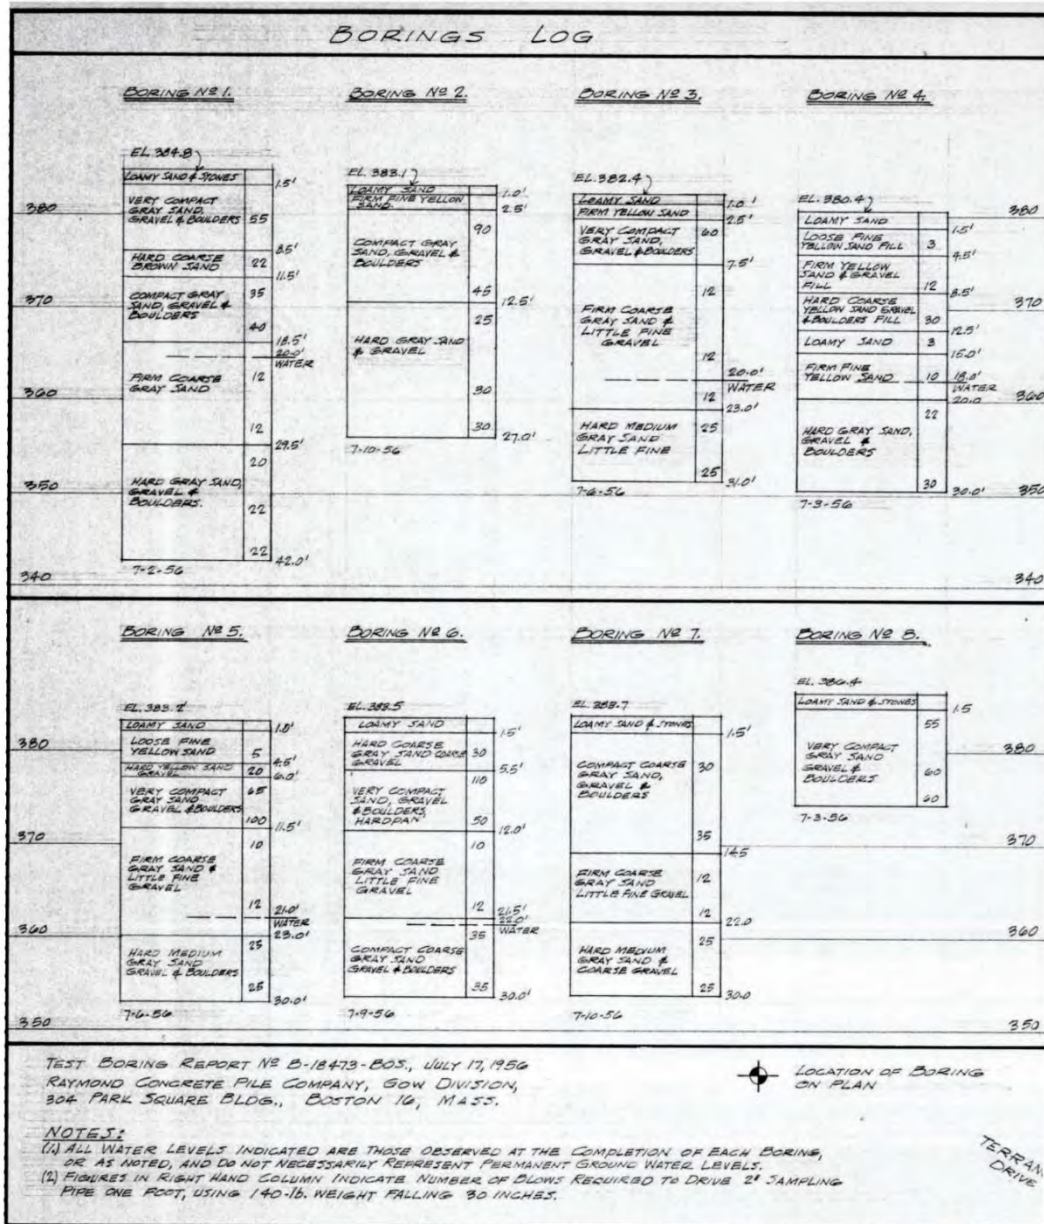 BORINGS LOG
BORING Nº 1.
EL. 384.8
LOAMY SAND & STONES
1.5'
VERY COMPACT
GRAY SAND,
GRAVEL & BOULDERS 55
8.5'
HARD COARSE
BROWN SAND 22
11.5'
COMPACT GRAY 35
SAND, GRAVEL &
BOULDERS
40
18.5'
20.0'
WATER
FIRM COARSE 12
GRAY SAND
12
29.5'
20
HARD GRAY SAND,
GRAVEL &
BOULDERS.
22
22
42.0'
7-2-56
BORING Nº 2.
EL. 383.1
LOAMY SAND
1.0'
FIRM FINE YELLOW
SAND
2.5'
90
COMPACT GRAY
SAND, GRAVEL &
BOULDERS
45
12.5'
25
HARD GRAY SAND
& GRAVEL
30
30
27.0'
7-10-56
BORING Nº 3.
EL. 382.4
LOAMY SAND
1.0'
FIRM YELLOW SAND
2.5'
VERY COMPACT 60
GRAY SAND,
GRAVEL & BOULDERS
7.5'
12
FIRM COARSE
GRAY SAND &
LITTLE FINE
GRAVEL
12
20.0'
WATER
12
23.0'
HARD MEDIUM 25
GRAY SAND
LITTLE FINE
25
31.0'
7-6-56
BORING Nº 4.
EL. 380.4
LOAMY SAND
1.5'
LOOSE FINE
YELLOW SAND FILL 3
4.5'
FIRM YELLOW
SAND & GRAVEL
FILL 12
8.5'
HARD COARSE
YELLOW SAND GRAVEL
& BOULDERS FILL 30
12.5'
LOAMY SAND 3
15.0'
FIRM FINE
YELLOW SAND 10
18.0'
WATER
20.0
22
HARD GRAY SAND,
GRAVEL &
BOULDERS
30
30.0'
7-3-56
380 380
370 370
360 360
350 350
340 340
BORING Nº 5.
EL. 383.2'
LOAMY SAND
1.0'
LOOSE FINE
YELLOW SAND 5
4.5'
HARD YELLOW SAND
GRAVEL 20
6.0'
VERY COMPACT 65
GRAY SAND
GRAVEL & BOULDERS
100
11.5'
10
FIRM COARSE
GRAY SAND &
LITTLE FINE
GRAVEL
12
21.0'
WATER
23.0'
25
HARD MEDIUM
GRAY SAND
GRAVEL & BOULDERS
25
30.0'
7-6-56
BORING Nº 6.
EL. 383.5
LOAMY SAND
1.5'
HARD COARSE
GRAY SAND COARSE 30
GRAVEL
5.5'
110
VERY COMPACT
SAND, GRAVEL
& BOULDERS,
HARDPAN 50
12.0'
10
FIRM COARSE
GRAY SAND
LITTLE FINE
GRAVEL
12
21.5'
22.0'
WATER
35
COMPACT COARSE
GRAY SAND
GRAVEL & BOULDERS
35
30.0'
7-9-56
BORING Nº 7.
EL. 383.7
LOAMY SAND & STONES
1.5'
COMPACT COARSE 30
GRAY SAND,
GRAVEL &
BOULDERS
35
14.5
FIRM COARSE
GRAY SAND 12
LITTLE FINE GRAVEL
12
22.0
25
HARD MEDIUM
GRAY SAND &
COARSE GRAVEL
25
30.0
7-10-56
BORING Nº 8.
EL. 386.4
LOAMY SAND & STONES
1.5
55
VERY COMPACT
GRAY SAND
GRAVEL & 60
BOULDERS
60
7-3-56
380 380
370 370
360 360
350 350
TEST BORING REPORT Nº B-18473-BOS., JULY 17, 1956
RAYMOND CONCRETE PILE COMPANY, GOW DIVISION,
304 PARK SQUARE BLDG., BOSTON 16, MASS.
LOCATION OF BORING
ON PLAN
NOTES:
(1.) ALL WATER LEVELS INDICATED ARE THOSE OBSERVED AT THE COMPLETION OF EACH BORING,
OR AS NOTED, AND DO NOT NECESSARILY REPRESENT PERMANENT GROUND WATER LEVELS.
(2) FIGURES IN RIGHT HAND COLUMN INDICATE NUMBER OF BLOWS REQUIRED TO DRIVE 2" SAMPLING
PIPE ONE FOOT, USING 140-lb. WEIGHT FALLING 30 INCHES.
DRIVE